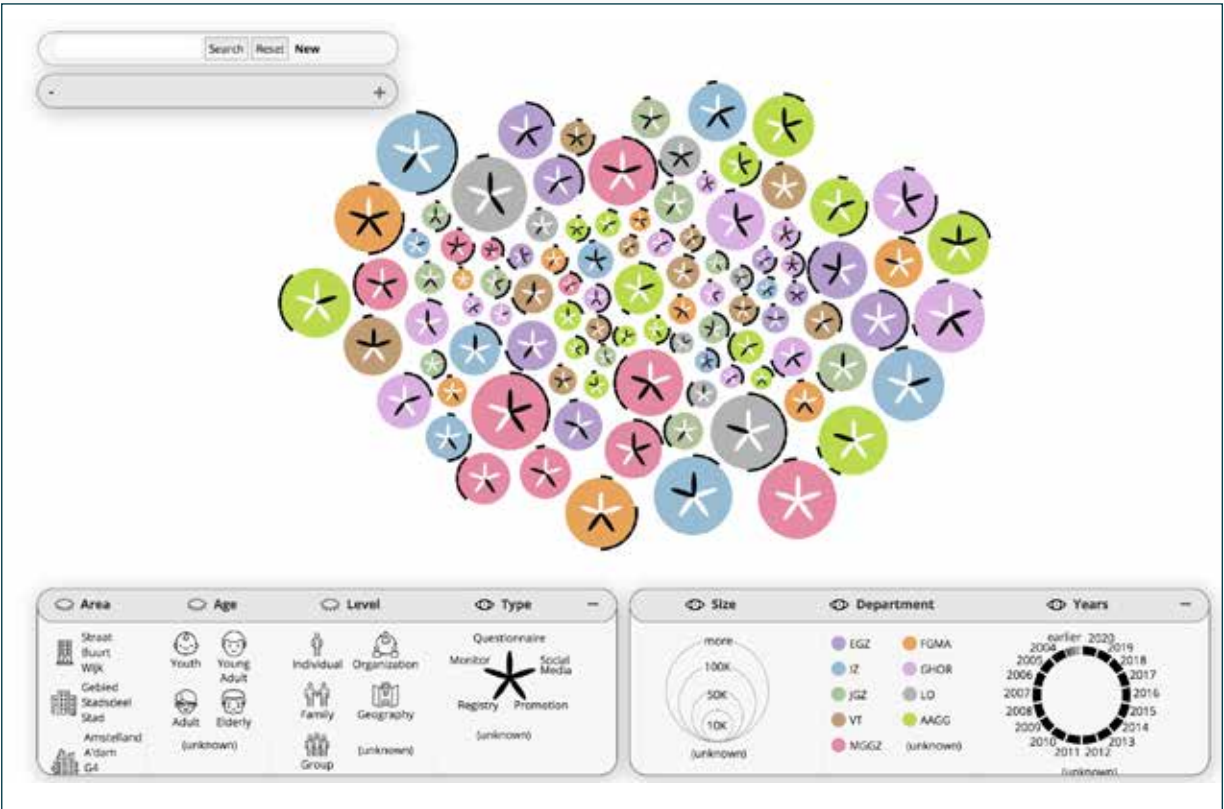 Search Reset New
- +
Area Age Level Type –
Straat
Buurt
Wijk
Gebied
Stadsdeel
Stad
Amstelland
A'dam
G4
Youth Young
Adult
Adult Elderly
(unknown)
Individual Organization
Family Geography
Group (unknown)
Questionnaire
Monitor Social
Media
Registry Promotion
(unknown)
Size Department Years –
more
100K
50K
10K
(unknown)
EGZ FGMA
IZ GHOR
JGZ LO
VT AAGG
MGGZ (unknown)
earlier 2020
2004 2019
2005 2018
2006 2017
2007 2016
2008 2015
2009 2014
2010 2013
2011 2012
(unknown)